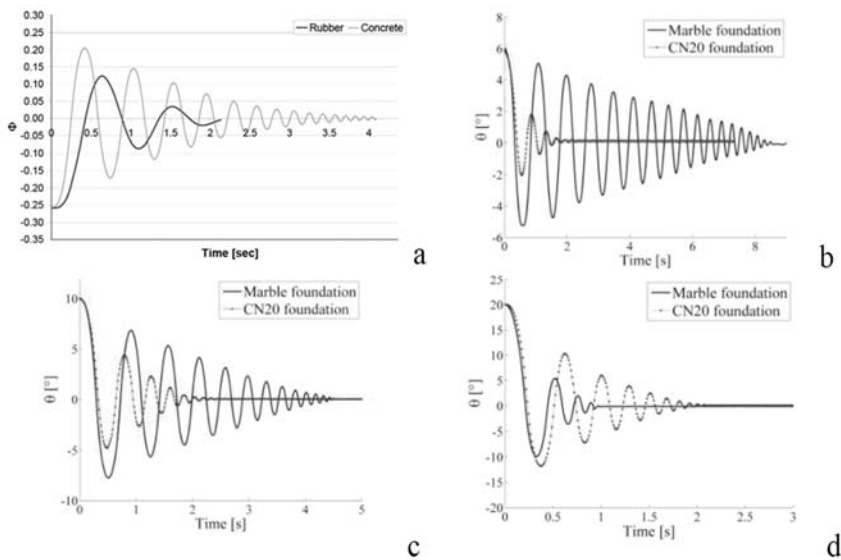 0.30
0.25
0.20
0.15
0.10
0.05
0.00
-0.05
-0.10
-0.15
-0.20
-0.25
-0.30
-0.35
Φ
Rubber Concrete
0 0.5 1 1.5 2 2.5 3 3.5 4
Time [sec]
a
6
4
2
0
-2
-4
-6
θ [°]
Marble foundation
CN20 foundation
0 2 4 6 8
Time [s]
b
10
5
0
-5
-10
θ [°]
Marble foundation
CN20 foundation
0 1 2 3 4 5
Time [s]
c
25
20
15
10
5
0
-5
-10
-15
-20
θ [°]
Marble foundation
CN20 foundation
0 0.5 1 1.5 2 2.5 3
Time [s]
d